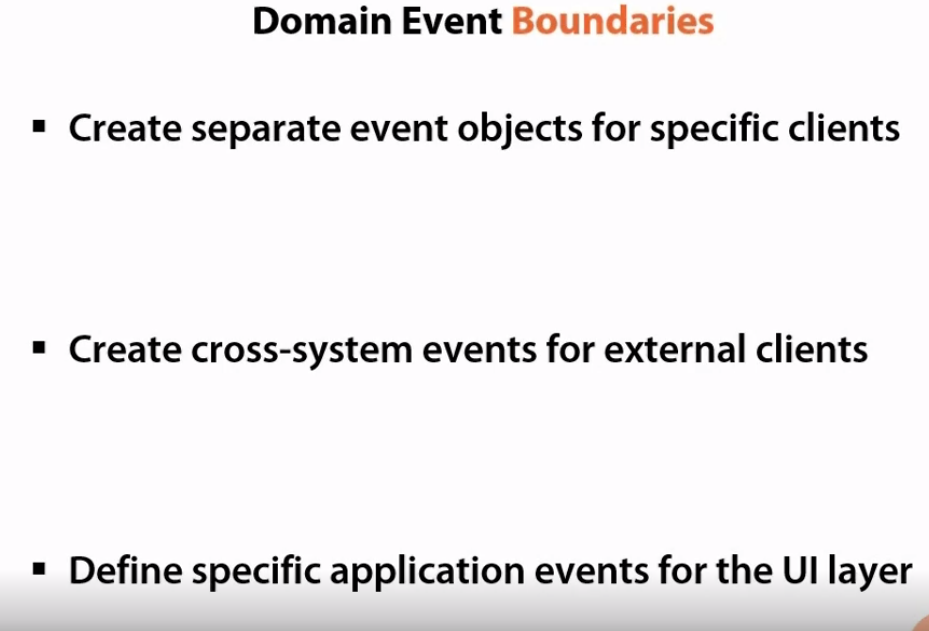 Domain Event Boundaries
▪ Create separate event objects for specific clients
▪ Create cross-system events for external clients
▪ Define specific application events for the UI layer